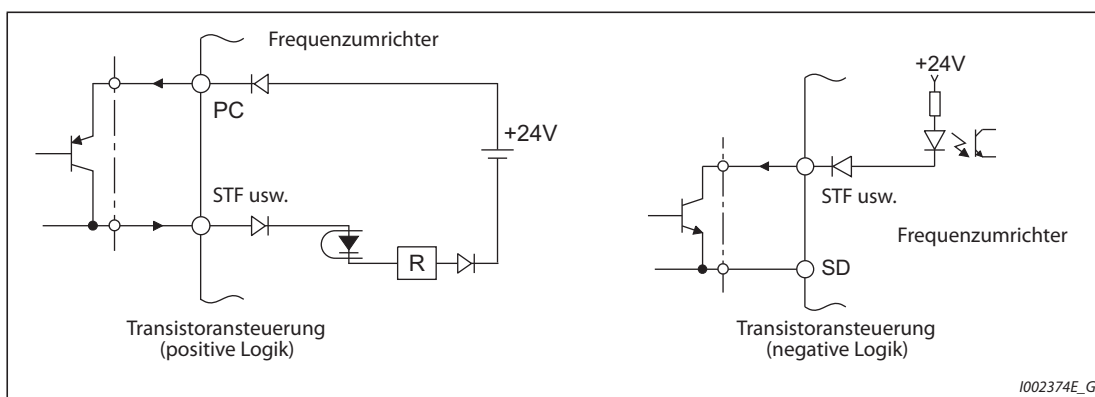 Frequenzumrichter
PC
+24V
STF usw.
R
Transistoransteuerung
(positive Logik)
+24V
STF usw.
Frequenzumrichter
SD
Transistoransteuerung
(negative Logik)
I002374E_G